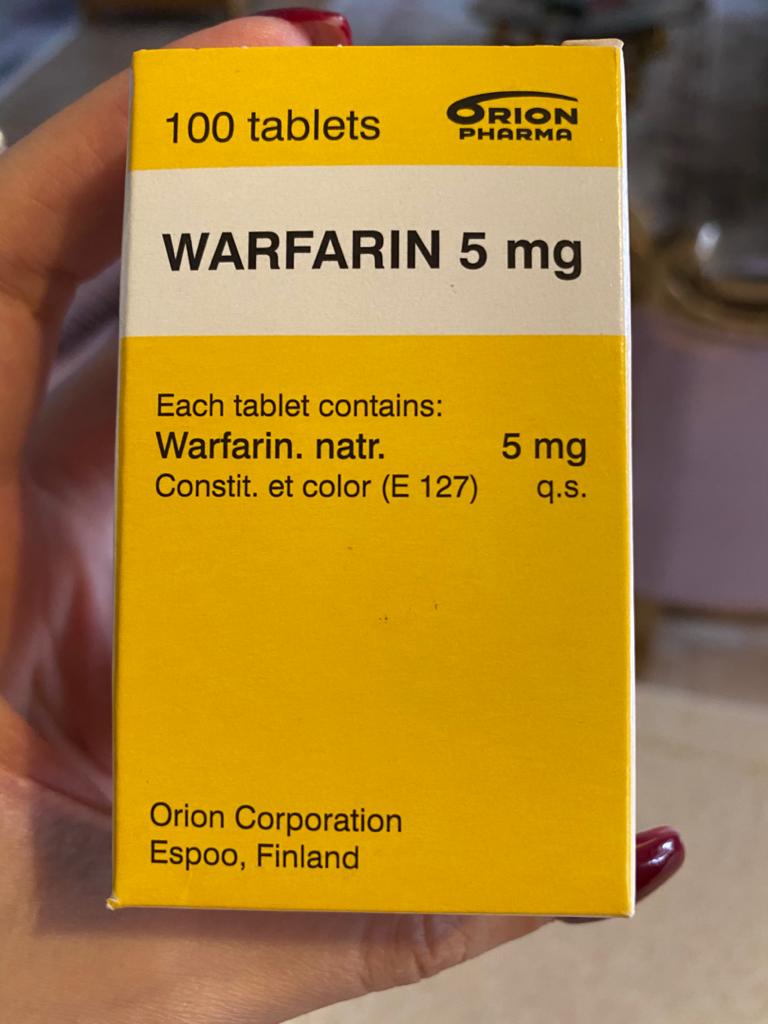 100 tablets
ORION
PHARMA
WARFARIN 5 mg
Each tablet contains:
Warfarin. natr. 5 mg
Constit. et color (E 127) q.s.
Orion Corporation
Espoo, Finland